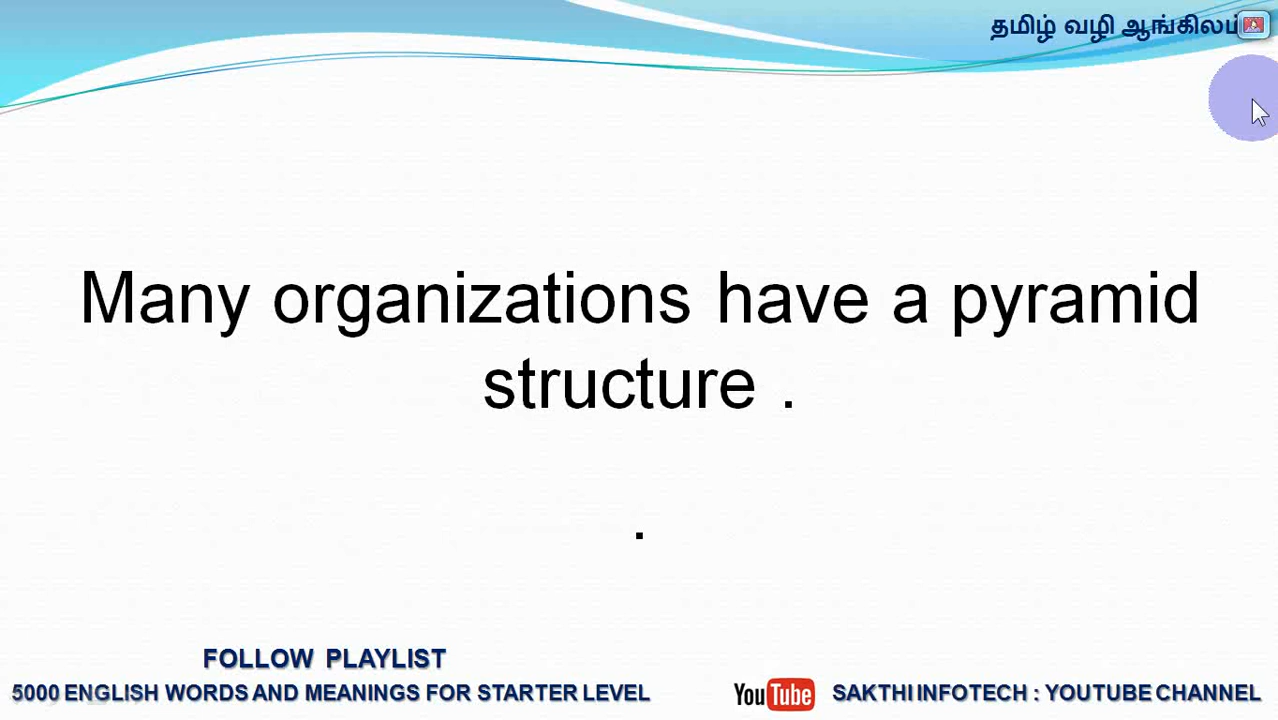 தமிழ் வழி ஆங்கிலம்
Many organizations have a pyramid
structure .
.
FOLLOW PLAYLIST
5000 ENGLISH WORDS AND MEANINGS FOR STARTER LEVEL
YouTube SAKTHI INFOTECH : YOUTUBE CHANNEL